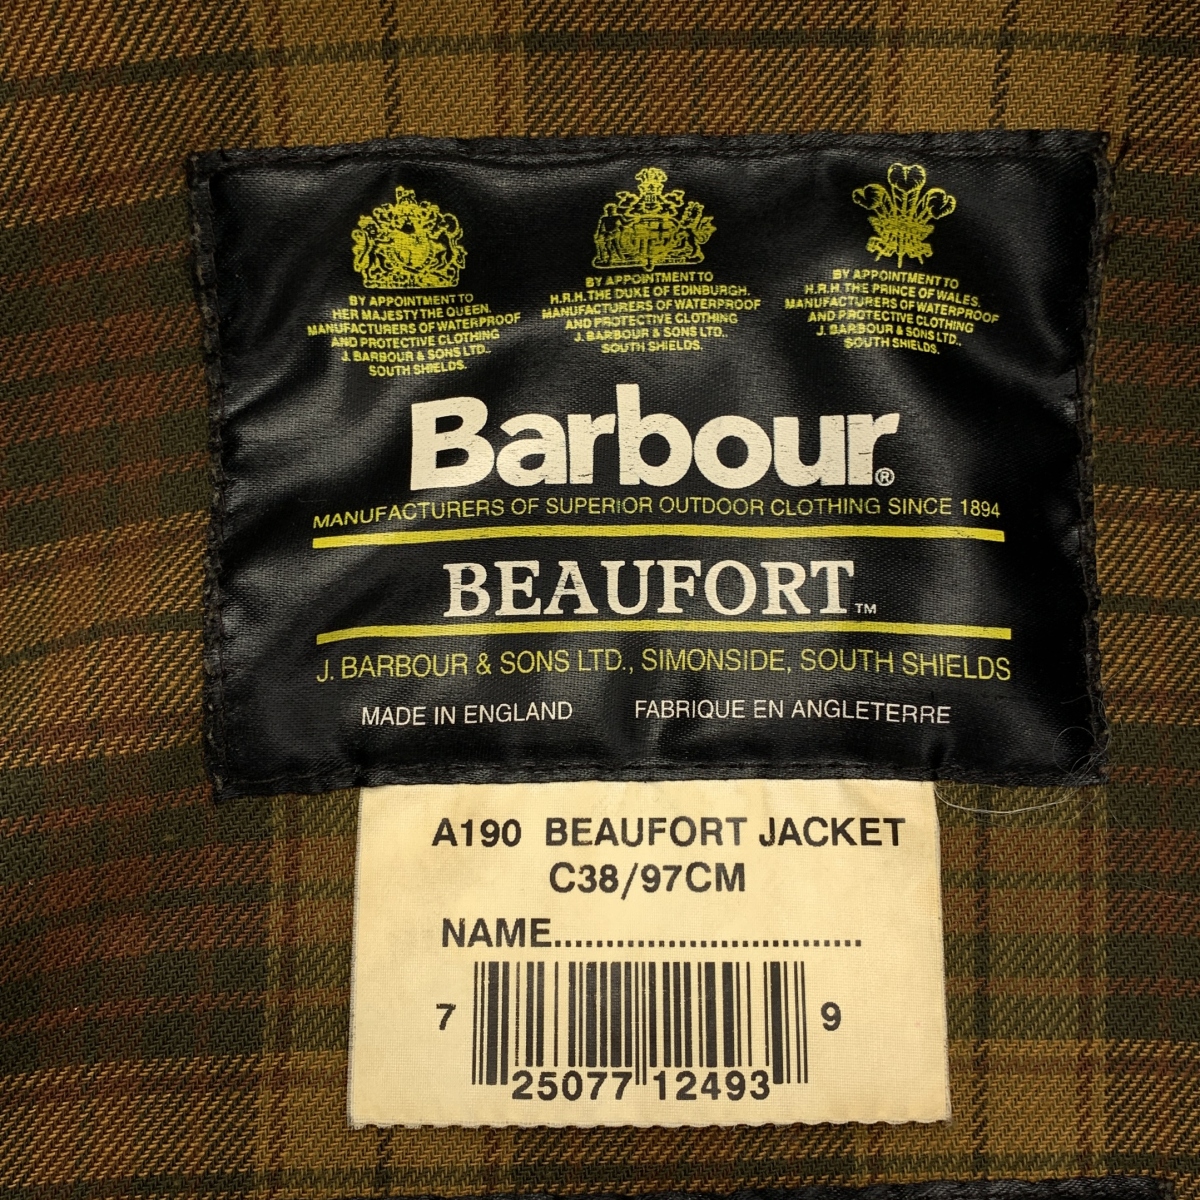 BY APPOINTMENT TO
HER MAJESTY THE QUEEN.
MANUFACTURERS OF WATERPROOF
AND PROTECTIVE CLOTHING
J. BARBOUR & SONS LTD.,
SOUTH SHIELDS.
BY APPOINTMENT TO
H.R.H. THE DUKE OF EDINBURGH.
MANUFACTURERS OF WATERPROOF
AND PROTECTIVE CLOTHING
J. BARBOUR & SONS LTD.,
SOUTH SHIELDS.
BY APPOINTMENT TO
H.R.H. THE PRINCE OF WALES.
MANUFACTURERS OF WATERPROOF
AND PROTECTIVE CLOTHING
J. BARBOUR & SONS LTD.,
SOUTH SHIELDS.
Barbour®
MANUFACTURERS OF SUPERIOR OUTDOOR CLOTHING SINCE 1894
BEAUFORT™
J. BARBOUR & SONS LTD., SIMONSIDE, SOUTH SHIELDS
MADE IN ENGLAND FABRIQUE EN ANGLETERRE
A190 BEAUFORT JACKET
C38/97CM
NAME..............................
7 25077 12493 9